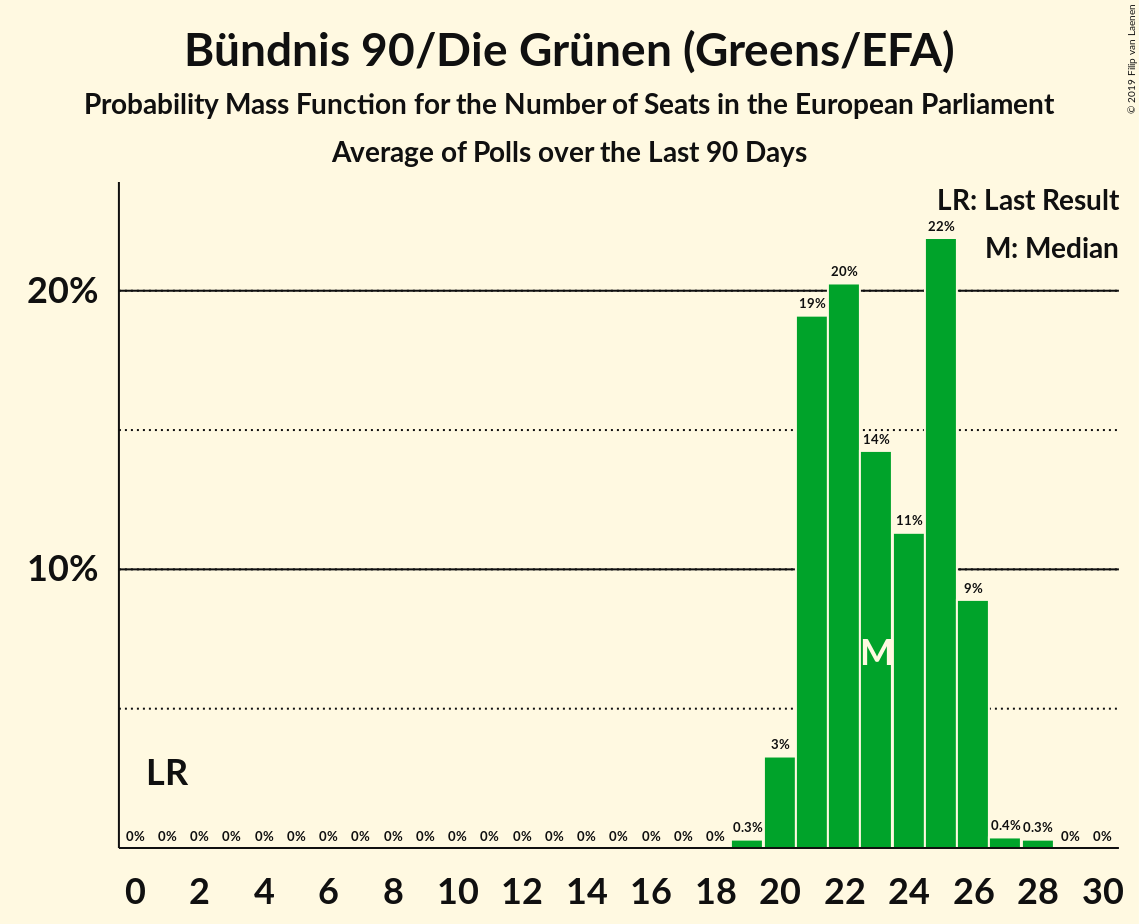 Bündnis 90/Die Grünen (Greens/EFA)
Probability Mass Function for the Number of Seats in the European Parliament
Average of Polls over the Last 90 Days
© 2019 Filip van Laenen
LR: Last Result
M: Median
22%
20%
20%
19%
14%
11%
10%
9%
M
3%
LR
0% 0% 0% 0% 0% 0% 0% 0% 0% 0% 0% 0% 0% 0% 0% 0% 0% 0% 0% 0.3% 0.4% 0.3% 0% 0%
0 2 4 6 8 10 12 14 16 18 20 22 24 26 28 30